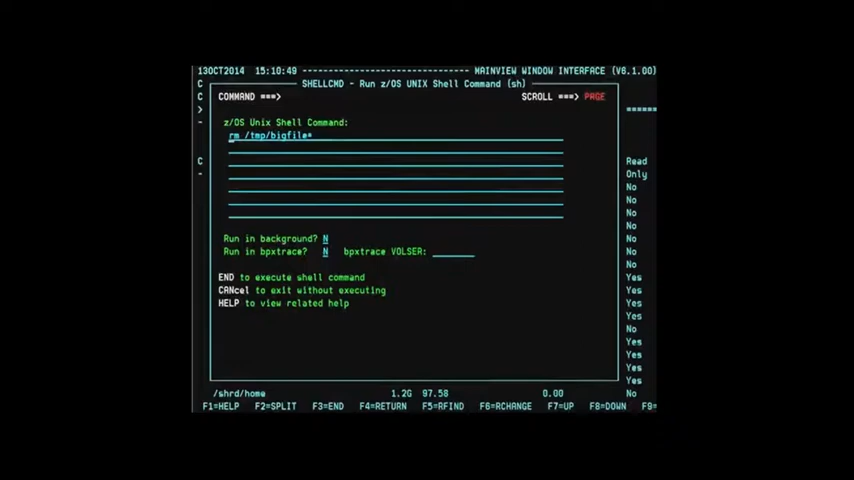 13OCT2014 15:10:49 ------------------------------- MAINVIEW WINDOW INTERFACE (V6.1.00)
C SHELLCMD - Run z/OS UNIX Shell Command (sh)
C COMMAND ===> SCROLL ===> PAGE
> ======
- z/OS Unix Shell Command:
rm /tmp/bigfile*
C Read
- Only
No
No
No
No
Run in background? N No
Run in bpxtrace? N bpxtrace VOLSER: No
No
END to execute shell command Yes
CANcel to exit without executing Yes
HELP to view related help Yes
Yes
No
Yes
Yes
Yes
Yes
/shrd/home 1.2G 97.58 0.00 No
F1=HELP F2=SPLIT F3=END F4=RETURN F5=RFIND F6=RCHANGE F7=UP F8=DOWN F9=